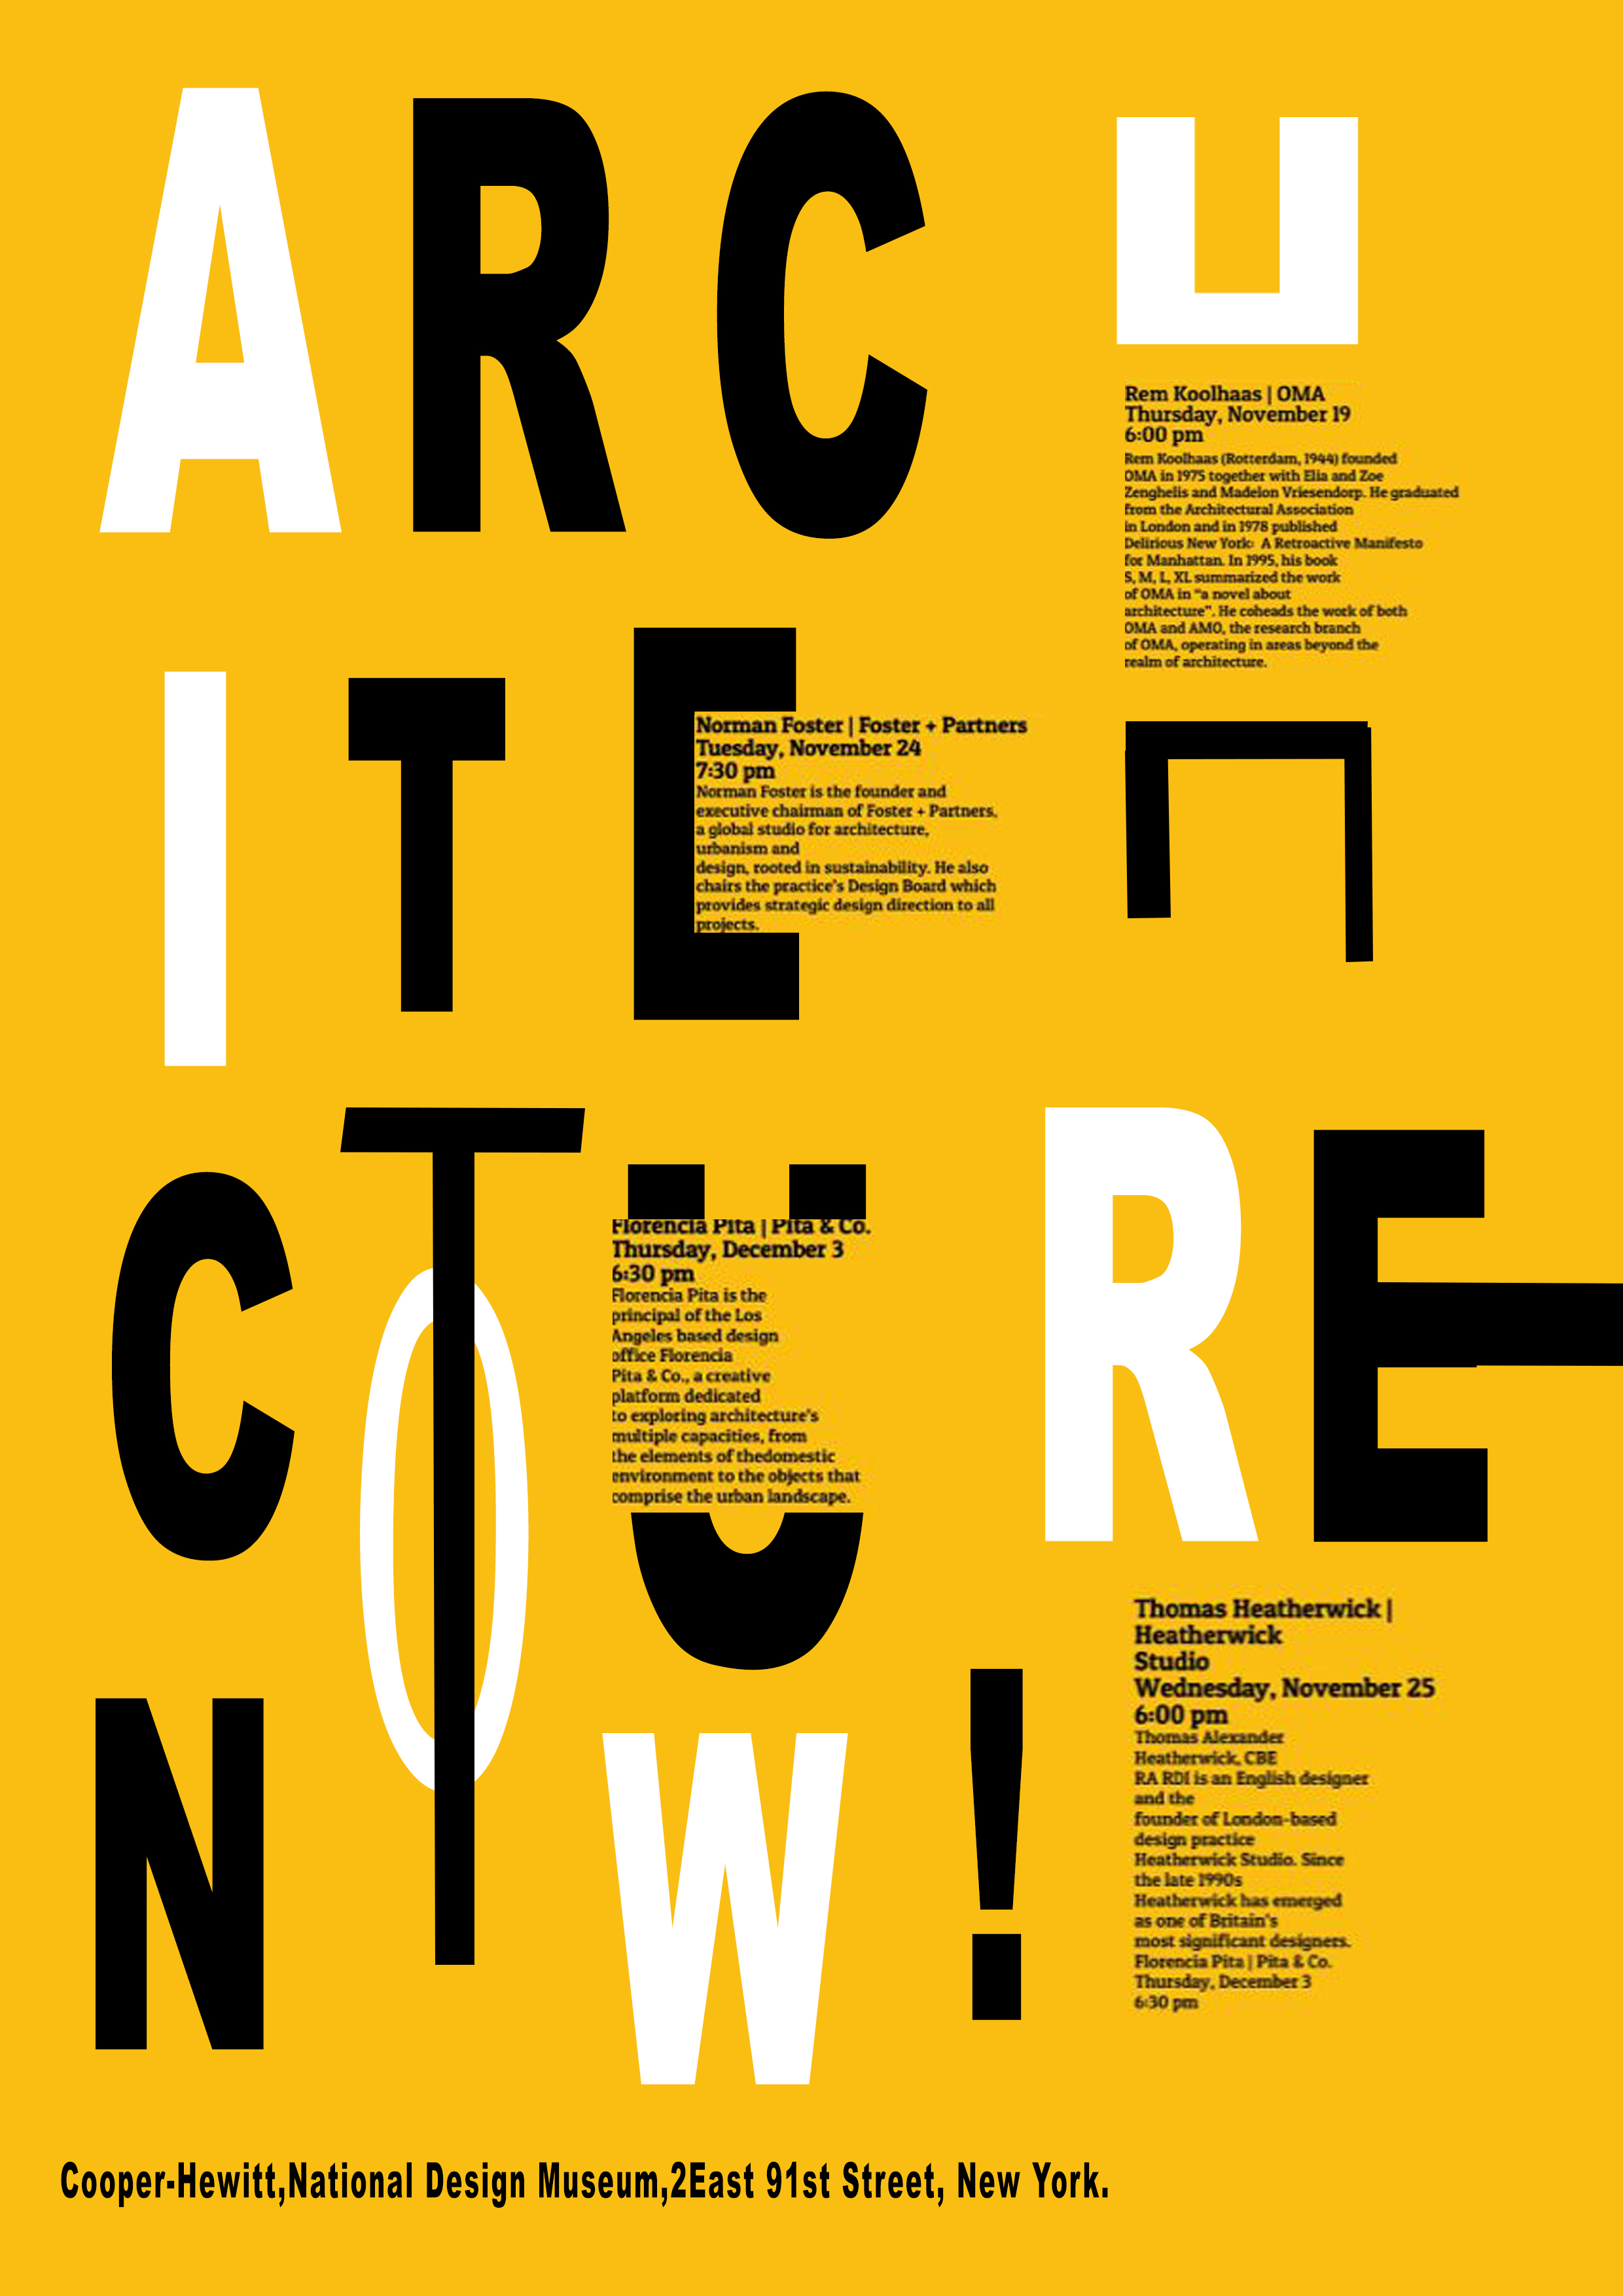 ARCH
Rem Koolhaas | OMA
Thursday, November 19
6:00 pm
Rem Koolhaas (Rotterdam, 1944) founded
OMA in 1975 together with Elia and Zoe
Zenghelis and Madelon Vriesendorp. He graduated
from the Architectural Association
in London and in 1978 published
Delirious New York: A Retroactive Manifesto
for Manhattan. In 1995, his book
S, M, L, XL summarized the work
of OMA in “a novel about
architecture”. He coheads the work of both
OMA and AMO, the research branch
of OMA, operating in areas beyond the
realm of architecture.
ITE
Norman Foster | Foster + Partners
Tuesday, November 24
7:30 pm
Norman Foster is the founder and
executive chairman of Foster + Partners,
a global studio for architecture,
urbanism and
design, rooted in sustainability. He also
chairs the practice's Design Board which
provides strategic design direction to all
projects.
CTURE
Florencia Pita | Pita & Co.
Thursday, December 3
6:30 pm
Florencia Pita is the
principal of the Los
Angeles based design
office Florencia
Pita & Co., a creative
platform dedicated
to exploring architecture's
multiple capacities, from
the elements of thedomestic
environment to the objects that
comprise the urban landscape.
NOW!
Thomas Heatherwick |
Heatherwick
Studio
Wednesday, November 25
6:00 pm
Thomas Alexander
Heatherwick, CBE
RA RDI is an English designer
and the
founder of London-based
design practice
Heatherwick Studio. Since
the late 1990s
Heatherwick has emerged
as one of Britain's
most significant designers.
Florencia Pita | Pita & Co.
Thursday, December 3
6:30 pm
Cooper-Hewitt,National Design Museum,2East 91st Street, New York.